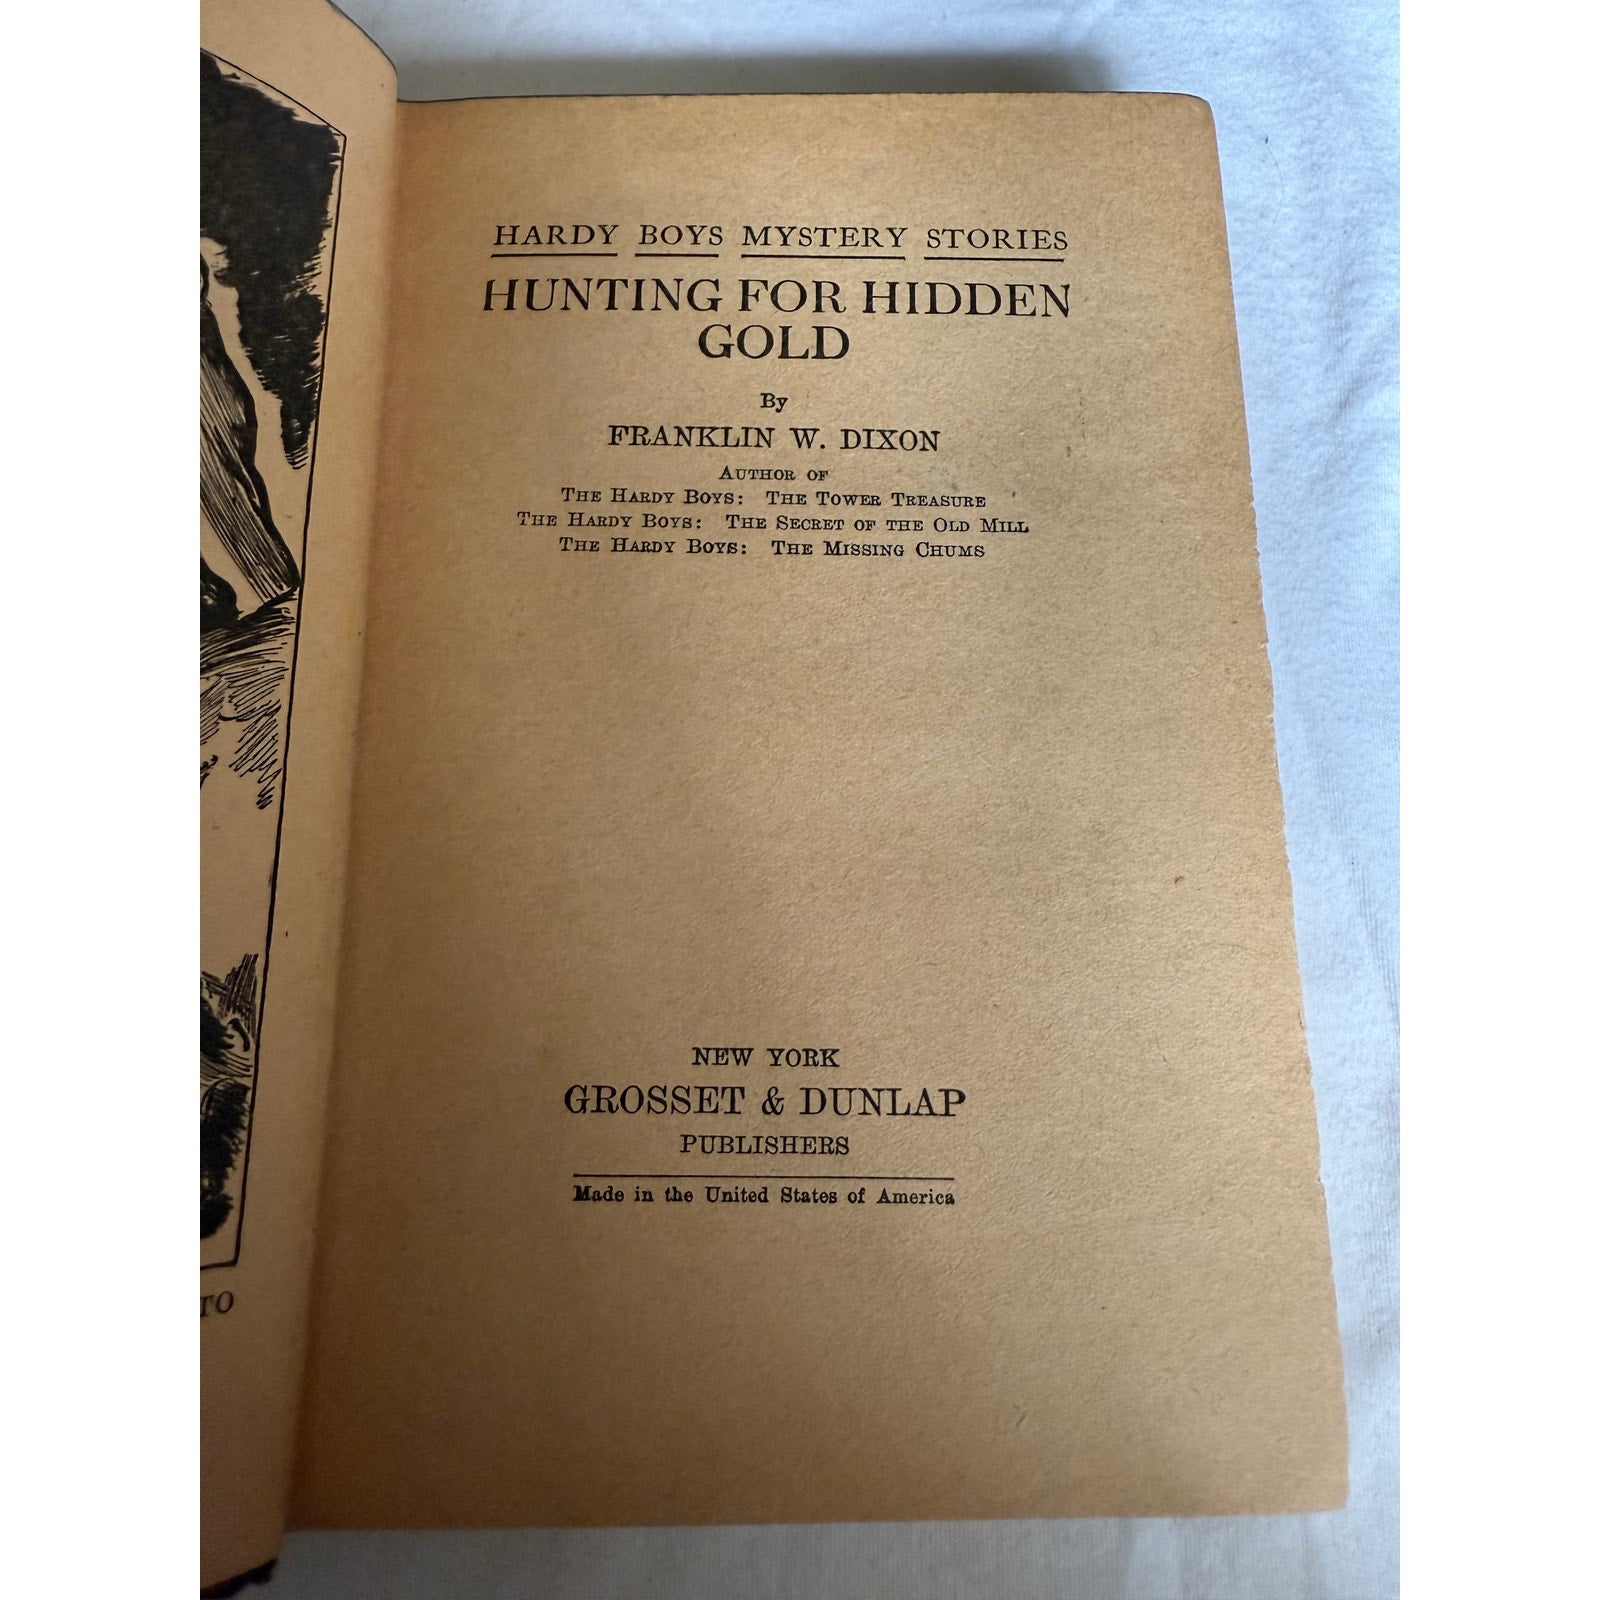 HARDY BOYS MYSTERY STORIES
HUNTING FOR HIDDEN
GOLD
By
FRANKLIN W. DIXON
AUTHOR OF
THE HARDY BOYS: THE TOWER TREASURE
THE HARDY BOYS: THE SECRET OF THE OLD MILL
THE HARDY BOYS: THE MISSING CHUMS
NEW YORK
GROSSET & DUNLAP
PUBLISHERS
Made in the United States of America
TO